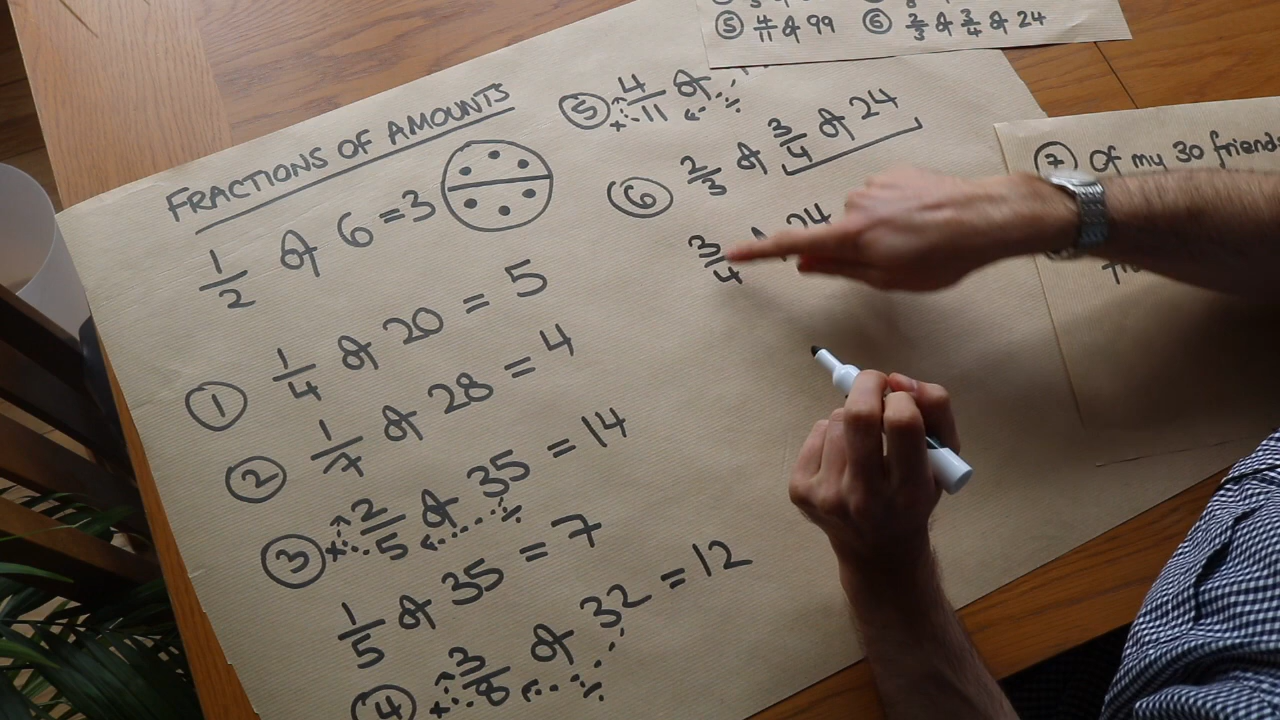 FRACTIONS OF AMOUNTS
1/2 of 6 = 3
① 1/4 of 20 = 5
② 1/7 of 28 = 4
③ × 2/5 of 35 = 14
÷
1/5 of 35 = 7
④ × 3/8 of 32 = 12
÷
⑤ × 4/11 of
÷
⑥ 2/3 of 3/4 of 24
3/4 24
⑤ 4/11 of 99
⑥ 2/3 of 3/4 of 24
⑦ Of my 30 friends